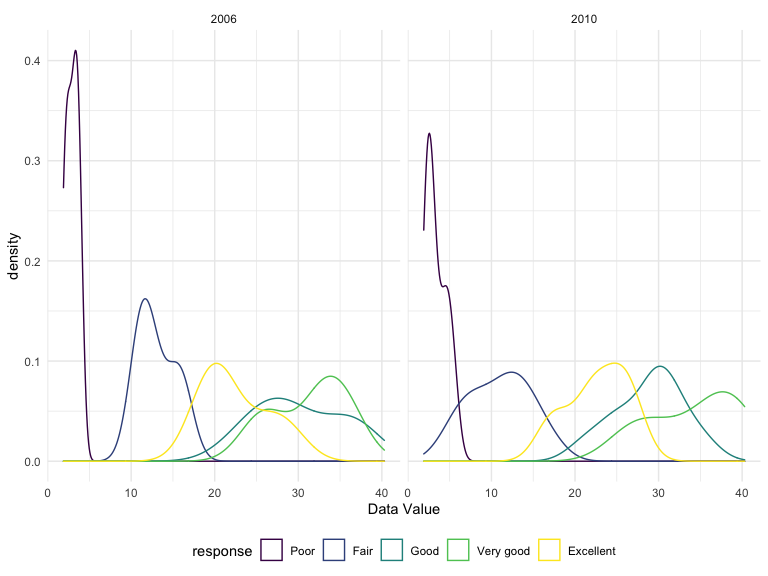 2006 2010
0.4
0.3
0.2
0.1
0.0
density
0 10 20 30 40 0 10 20 30 40
Data Value
response Poor Fair Good Very good Excellent